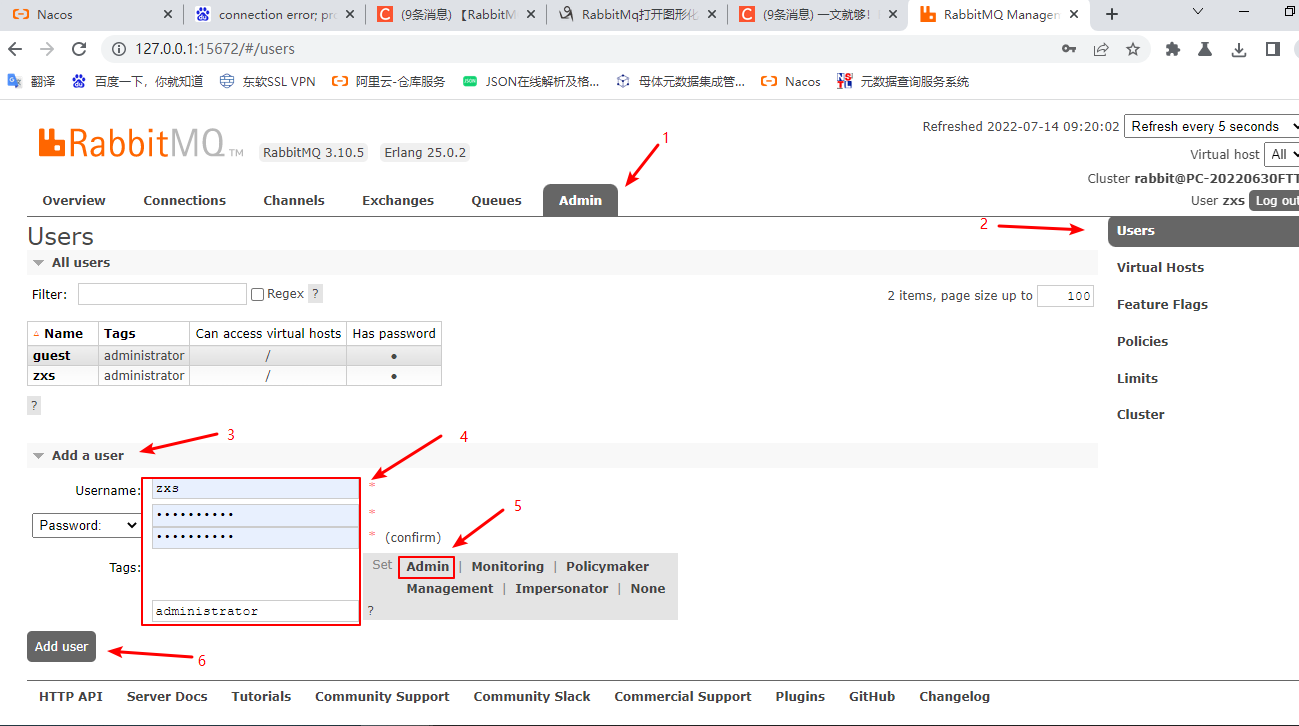 Nacos
connection error; pr
(9条消息) 【RabbitM
RabbitMq打开图形化
(9条消息) 一文就够！
RabbitMQ Managem
127.0.0.1:15672/#/users
翻译
百度一下，你就知道
东软SSL VPN
阿里云-仓库服务
JSON在线解析及格...
母体元数据集成管...
Nacos
元数据查询服务系统
RabbitMQ TM
RabbitMQ 3.10.5
Erlang 25.0.2
1
Refreshed 2022-07-14 09:20:02
Refresh every 5 seconds
Virtual host
All
Cluster rabbit@PC-20220630FTT
User zxs
Log out
Overview
Connections
Channels
Exchanges
Queues
Admin
2
Users
Virtual Hosts
Feature Flags
Policies
Limits
Cluster
Users
All users
Filter:
Regex
?
2 items, page size up to
100
Name Tags Can access virtual hosts Has password
guest administrator / ●
zxs administrator / ●
?
3
Add a user
4
Username:
zxs
*
Password:
••••••••••
*
5
••••••••••
* (confirm)
Tags:
Set Admin | Monitoring | Policymaker
Management | Impersonator | None
administrator
?
Add user
6
HTTP API
Server Docs
Tutorials
Community Support
Community Slack
Commercial Support
Plugins
GitHub
Changelog